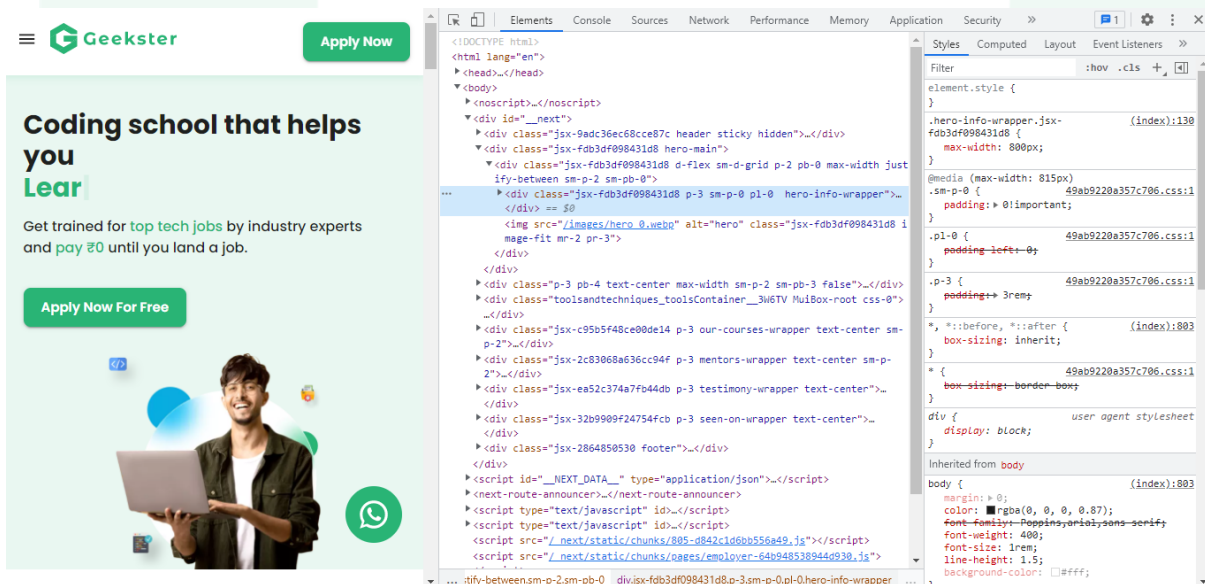 Geekster
Apply Now
Coding school that helps
you
Lear
Get trained for top tech jobs by industry experts
and pay ₹0 until you land a job.
Apply Now For Free
Elements Console Sources Network Performance Memory Application Security » 1
<!DOCTYPE html>
<html lang="en">
<head>…</head>
<body>
<noscript>…</noscript>
<div id="__next">
<div class="jsx-9adc36ec68cce87c header sticky hidden">…</div>
<div class="jsx-fdb3df098431d8 hero-main">
<div class="jsx-fdb3df098431d8 d-flex sm-d-grid p-2 pb-0 max-width just
ify-between sm-p-2 sm-pb-0">
<div class="jsx-fdb3df098431d8 p-3 sm-p-0 pl-0  hero-info-wrapper">…
</div> == $0
<img src="/images/hero_0.webp" alt="hero" class="jsx-fdb3df098431d8 i
mage-fit mr-2 pr-3">
</div>
</div>
<div class="p-3 pb-4 text-center max-width sm-p-2 sm-pb-3 false">…</div>
<div class="toolsandtechniques_toolsContainer__3W6TV MuiBox-root css-0">
…</div>
<div class="jsx-c95b5f48ce00de14 p-3 our-courses-wrapper text-center sm-
p-2">…</div>
<div class="jsx-2c83068a636cc94f p-3 mentors-wrapper text-center sm-p-
2">…</div>
<div class="jsx-ea52c374a7fb44db p-3 testimony-wrapper text-center">…
</div>
<div class="jsx-32b9909f24754fcb p-3 seen-on-wrapper text-center">…
</div>
<div class="jsx-2864850530 footer">…</div>
</div>
<script id="__NEXT_DATA__" type="application/json">…</script>
<next-route-announcer>…</next-route-announcer>
<script type="text/javascript" id>…</script>
<script type="text/javascript" id>…</script>
<script src="/_next/static/chunks/805-d842c1d6bb556a49.js"></script>
<script src="/_next/static/chunks/pages/employer-64b948538944d930.js">
… :tify-between.sm-p-2.sm-pb-0 div.jsx-fdb3df098431d8.p-3.sm-p-0.pl-0.hero-info-wrapper …
Styles Computed Layout Event Listeners »
Filter :hov .cls +
element.style {
}
.hero-info-wrapper.jsx- (index):130
fdb3df098431d8 {
max-width: 800px;
}
@media (max-width: 815px)
.sm-p-0 { 49ab9220a357c706.css:1
padding: 0!important;
}
.pl-0 { 49ab9220a357c706.css:1
padding-left: 0;
}
.p-3 { 49ab9220a357c706.css:1
padding: 3rem;
}
*, *::before, *::after { (index):803
box-sizing: inherit;
}
* { 49ab9220a357c706.css:1
box-sizing: border-box;
}
div { user agent stylesheet
display: block;
}
Inherited from body
body { (index):803
margin: 0;
color: rgba(0, 0, 0, 0.87);
font-family: Poppins,arial,sans-serif;
font-weight: 400;
font-size: 1rem;
line-height: 1.5;
background-color: #fff;